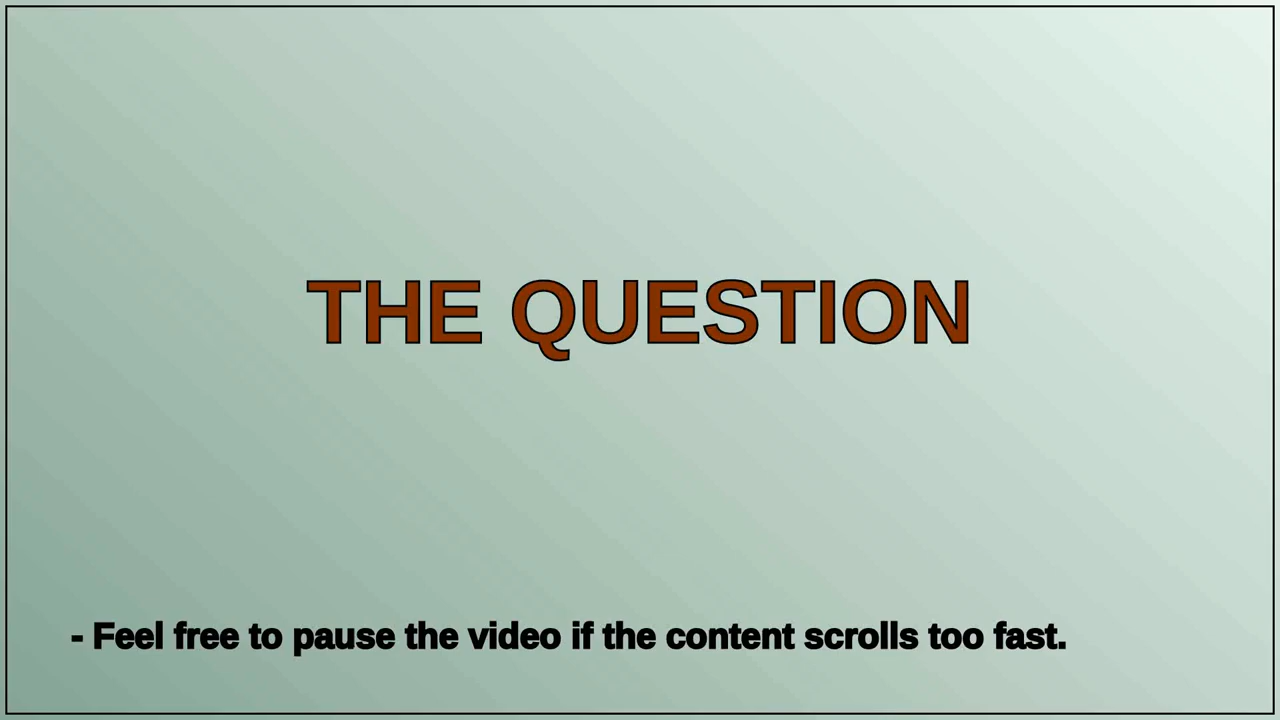 THE QUESTION
- Feel free to pause the video if the content scrolls too fast.